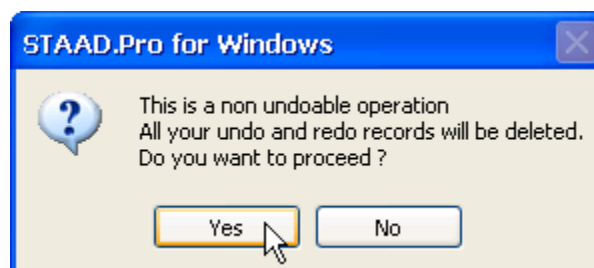 STAAD.Pro for Windows
This is a non undoable operation
All your undo and redo records will be deleted.
Do you want to proceed ?
Yes No